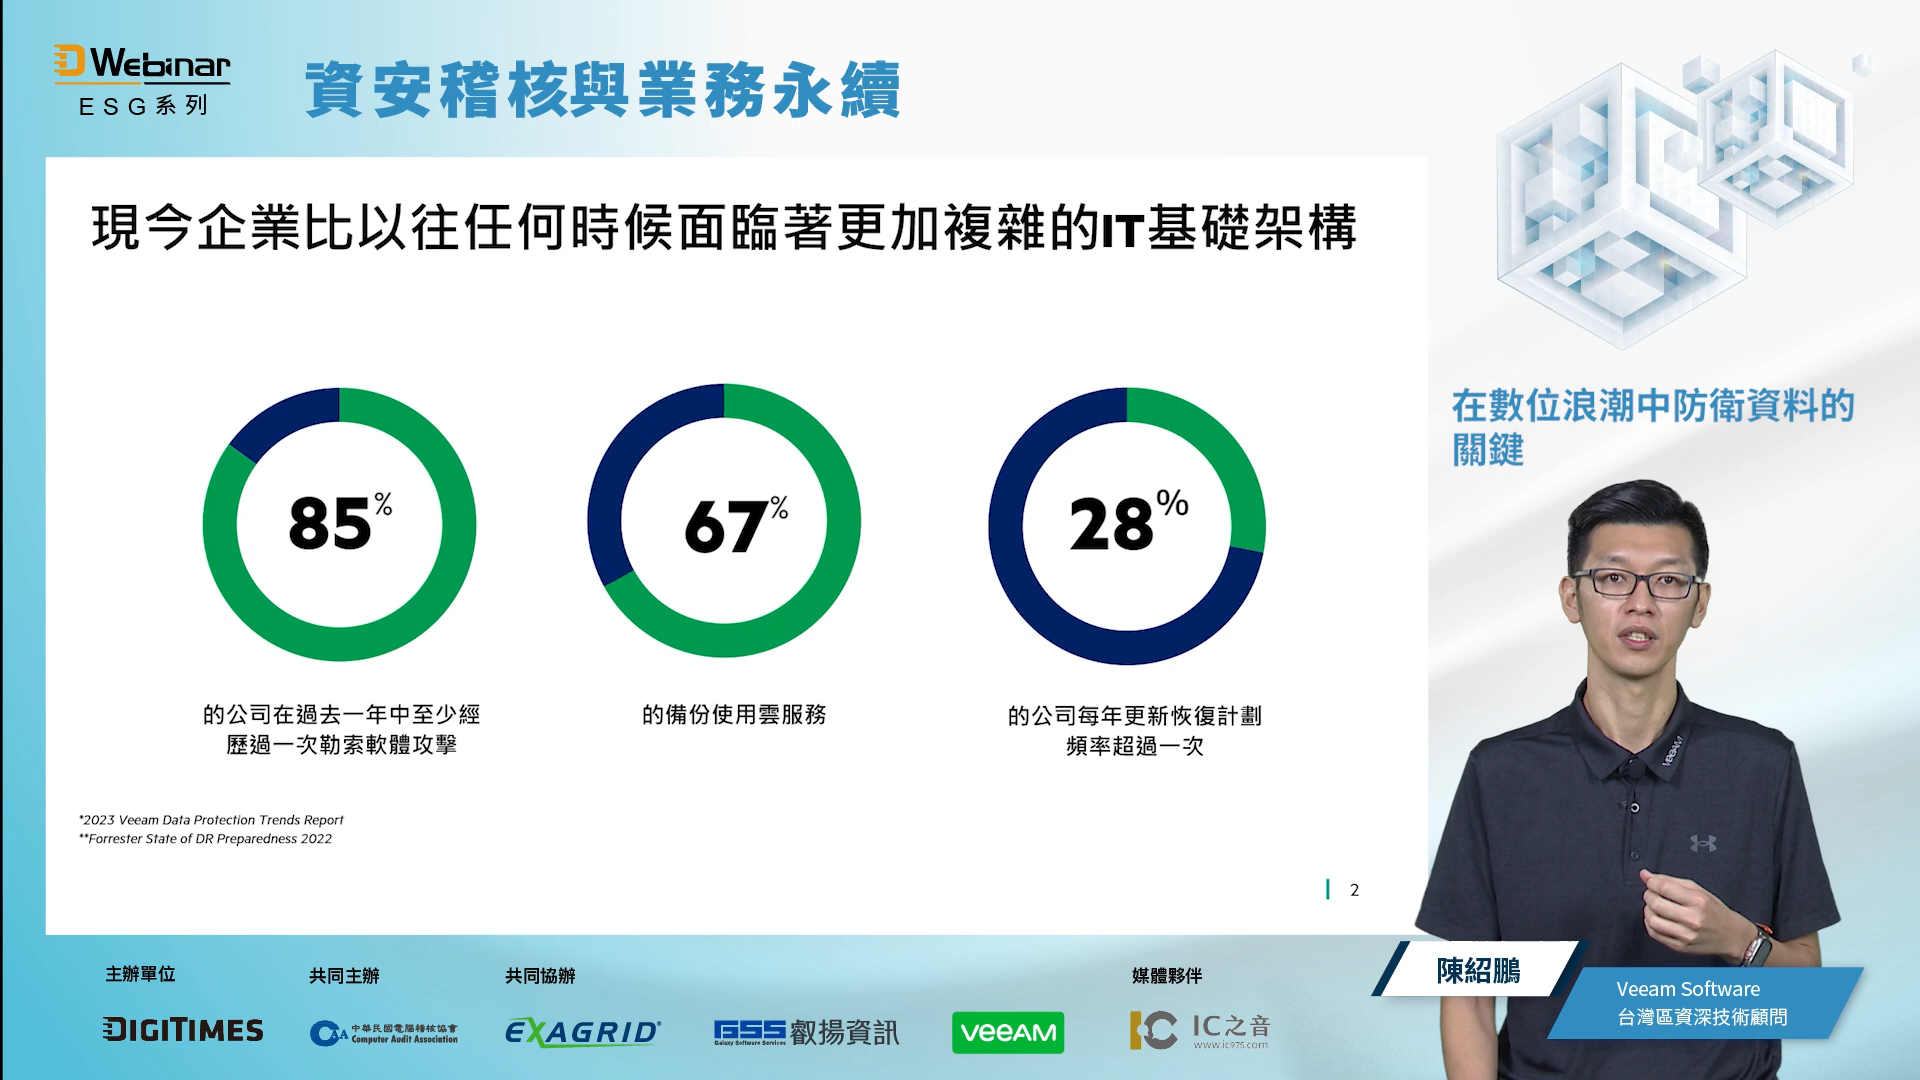 DWebinar
ESG系列
資安稽核與業務永續
現今企業比以往任何時候面臨著更加複雜的IT基礎架構
85%
67%
28%
的公司在過去一年中至少經
歷過一次勒索軟體攻擊
的備份使用雲服務
的公司每年更新恢復計劃
頻率超過一次
*2023 Veeam Data Protection Trends Report
**Forrester State of DR Preparedness 2022
2
在數位浪潮中防衛資料的
關鍵
VEEAM
陳紹鵬
Veeam Software
台灣區資深技術顧問
主辦單位
共同主辦
共同協辦
媒體夥伴
DIGITIMES
CAA 中華民國電腦稽核協會
Computer Audit Association
EXAGRID®
GSS 叡揚資訊
Galaxy Software Services
VEEAM
IC IC之音
www.ic975.com